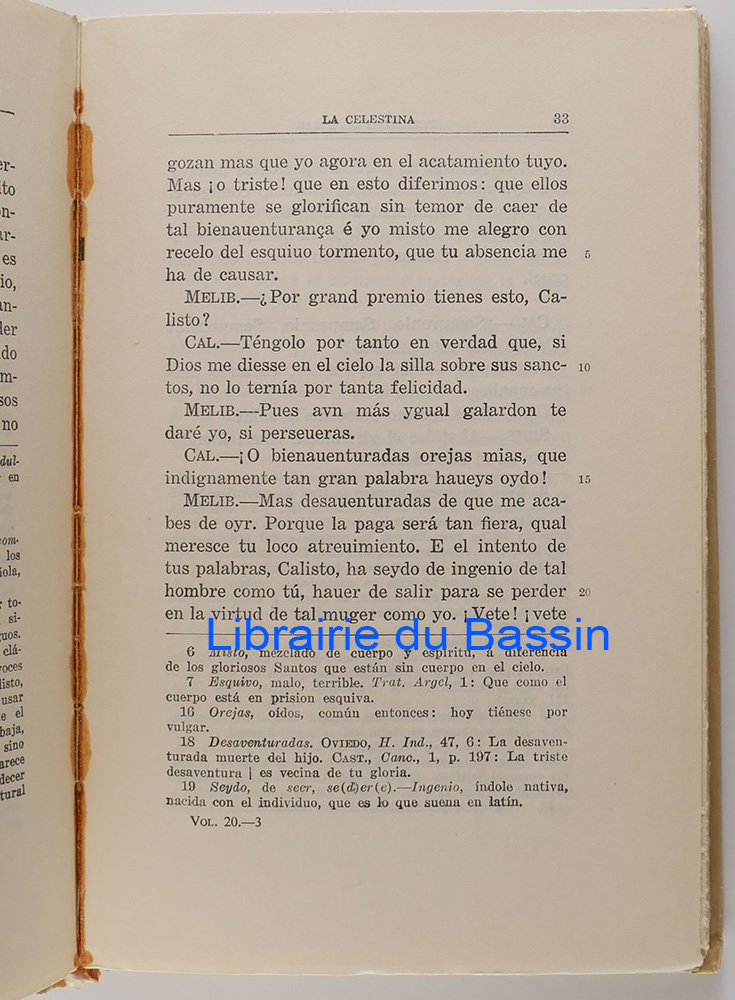 LA CELESTINA 33
gozan mas que yo agora en el acatamiento tuyo.
Mas ¡o triste! que en esto diferimos: que ellos
puramente se glorifican sin temor de caer de
tal bienauenturança é yo misto me alegro con
recelo del esquiuo tormento, que tu absencia me 5
ha de causar.
MELIB.—¿Por grand premio tienes esto, Ca-
listo?
CAL.—Téngolo por tanto en verdad que, si
Dios me diesse en el cielo la silla sobre sus sanc- 10
tos, no lo ternía por tanta felicidad.
MELIB.—Pues avn más ygual galardon te
daré yo, si perseueras.
CAL.—¡O bienauenturadas orejas mias, que
indignamente tan gran palabra haueys oydo! 15
MELIB.—Mas desauenturadas de que me aca-
bes de oyr. Porque la paga será tan fiera, qual
meresce tu loco atreuimiento. E el intento de
tus palabras, Calisto, ha seydo de ingenio de tal
hombre como tú, hauer de salir para se perder 20
en la virtud de tal muger como yo. ¡Vete! ¡vete
Librairie du Bassin
6 Misto, mezclado de cuerpo y espíritu, á diferencia
de los gloriosos Santos que están sin cuerpo en el cielo.
7 Esquivo, malo, terrible. Trat. Argel, 1: Que como el
cuerpo está en prision esquiva.
16 Orejas, oídos, común entonces: hoy tiénese por
vulgar.
18 Desaventuradas. OVIEDO, H. Ind., 47, 6: La desaven-
turada muerte del hijo. CAST., Canc., 1, p. 197: La triste
desaventura | es vecina de tu gloria.
19 Seydo, de seer, se(d)er(e).—Ingenio, índole nativa,
nacida con el individuo, que es lo que suena en latín.
VOL. 20.—3